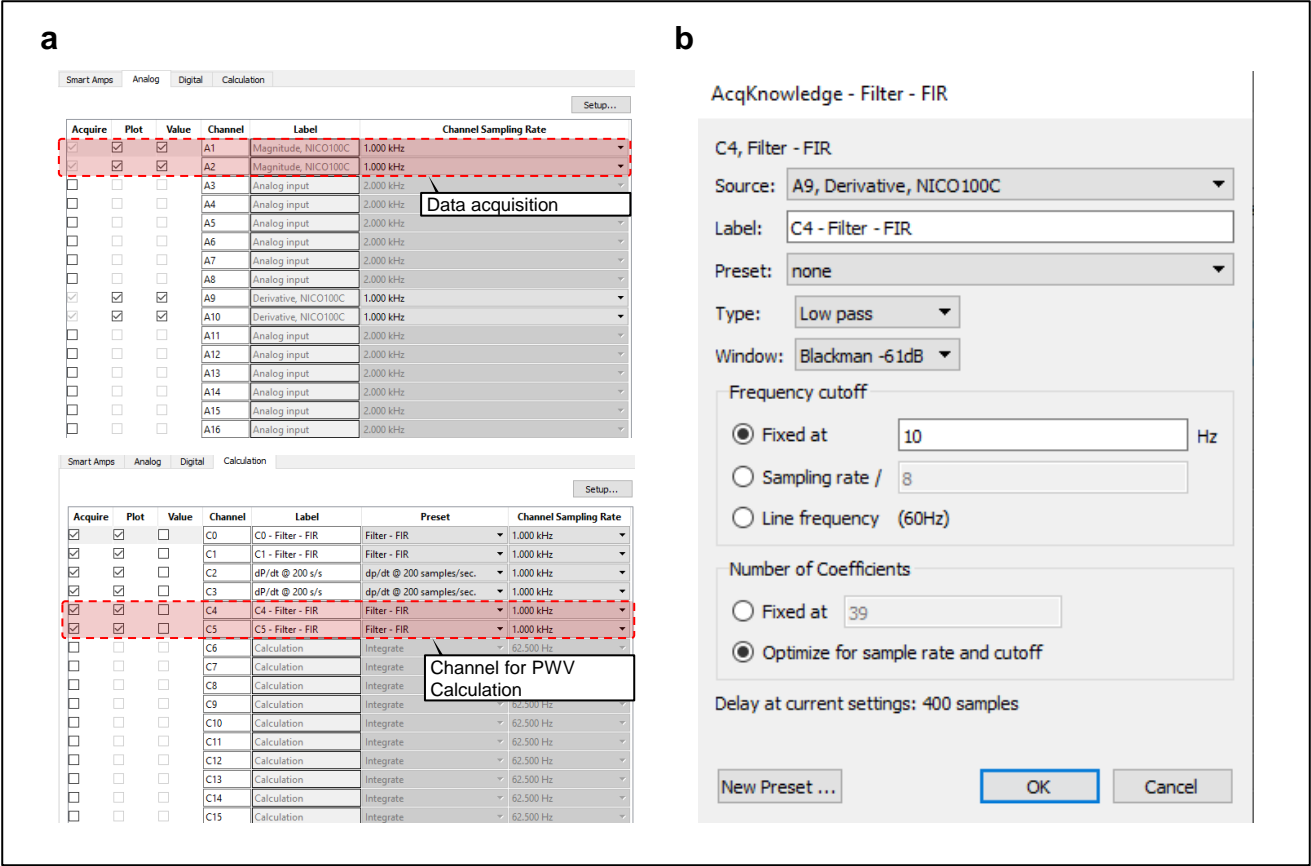 a
Smart Amps Analog Digital Calculation
Setup...
Acquire Plot Value Channel Label Channel Sampling Rate
A1 Magnitude, NICO100C 1.000 kHz
A2 Magnitude, NICO100C 1.000 kHz
A3 Analog input 2.000 kHz
Data acquisition
A4 Analog input 2.000 kHz
A5 Analog input 2.000 kHz
A6 Analog input 2.000 kHz
A7 Analog input 2.000 kHz
A8 Analog input 2.000 kHz
A9 Derivative, NICO100C 1.000 kHz
A10 Derivative, NICO100C 1.000 kHz
A11 Analog input 2.000 kHz
A12 Analog input 2.000 kHz
A13 Analog input 2.000 kHz
A14 Analog input 2.000 kHz
A15 Analog input 2.000 kHz
A16 Analog input 2.000 kHz
Smart Amps Analog Digital Calculation
Setup...
Acquire Plot Value Channel Label Preset Channel Sampling Rate
C0 C0 - Filter - FIR Filter - FIR 1.000 kHz
C1 C1 - Filter - FIR Filter - FIR 1.000 kHz
C2 dP/dt @ 200 s/s dp/dt @ 200 samples/sec. 1.000 kHz
C3 dP/dt @ 200 s/s dp/dt @ 200 samples/sec. 1.000 kHz
C4 C4 - Filter - FIR Filter - FIR 1.000 kHz
C5 C5 - Filter - FIR Filter - FIR 1.000 kHz
C6 Calculation Integrate 62.500 Hz
C7 Calculation Integrate
Channel for PWV
Calculation
C8 Calculation Integrate
C9 Calculation Integrate 62.500 Hz
C10 Calculation Integrate 62.500 Hz
C11 Calculation Integrate 62.500 Hz
C12 Calculation Integrate 62.500 Hz
C13 Calculation Integrate 62.500 Hz
C14 Calculation Integrate 62.500 Hz
C15 Calculation Integrate 62.500 Hz
b
AcqKnowledge - Filter - FIR
C4, Filter - FIR
Source: A9, Derivative, NICO100C
Label: C4 - Filter - FIR
Preset: none
Type: Low pass
Window: Blackman -61dB
Frequency cutoff
Fixed at 10 Hz
Sampling rate / 8
Line frequency (60Hz)
Number of Coefficients
Fixed at 39
Optimize for sample rate and cutoff
Delay at current settings: 400 samples
New Preset ... OK Cancel